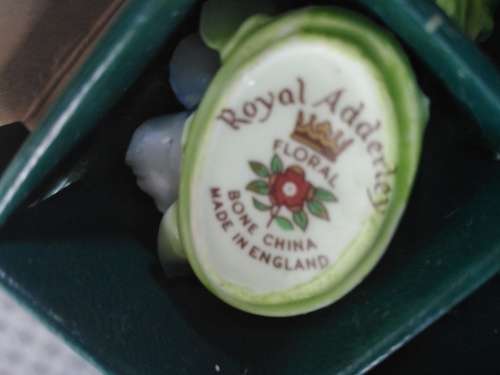 Royal Adderley
FLORAL
BONE CHINA
MADE IN ENGLAND